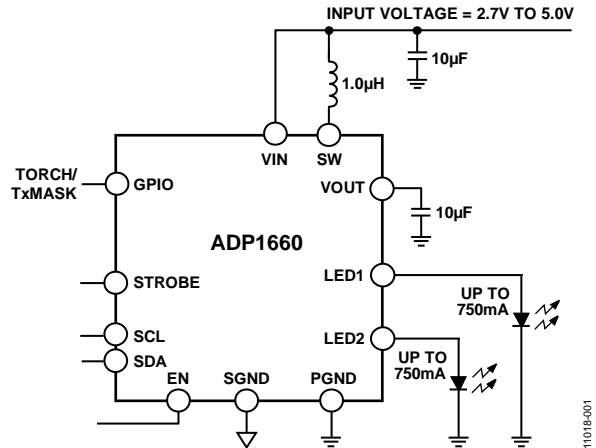 INPUT VOLTAGE = 2.7V TO 5.0V
10µF
1.0µH
VIN
SW
TORCH/
TxMASK
GPIO
VOUT
10µF
ADP1660
STROBE
LED1
UP TO
750mA
SCL
LED2
SDA
UP TO
750mA
EN
SGND
PGND
11018-001